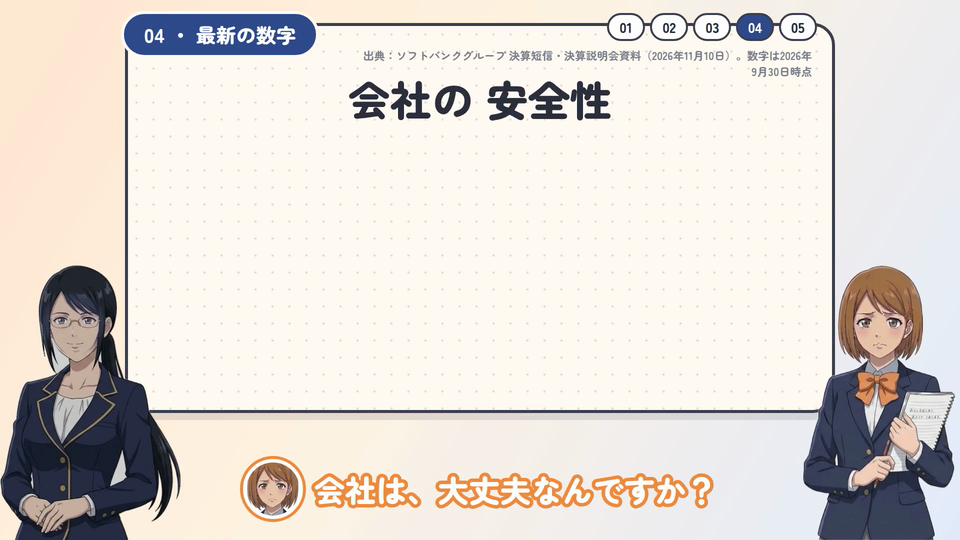 04 ・ 最新の数字
01 02 03 04 05
出典：ソフトバンクグループ 決算短信・決算説明会資料（2026年11月10日）。数字は2026年
9月30日時点
会社の 安全性
会社は、大丈夫なんですか？